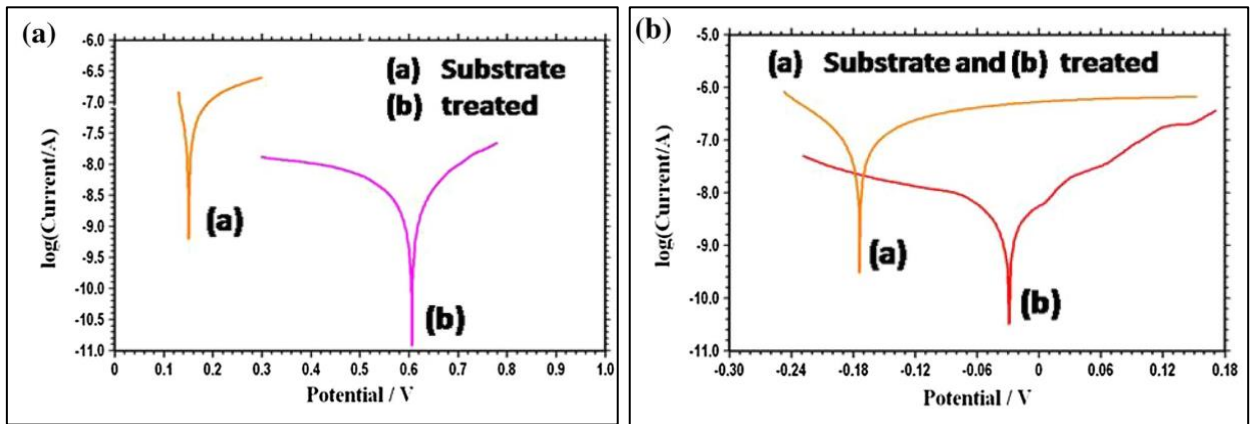 (a)
-6.0
-6.5
-7.0
-7.5
-8.0
-8.5
-9.0
-9.5
-10.0
-10.5
-11.0
log(Current/A)
(a) Substrate
(b) treated
(a)
(b)
0 0.1 0.2 0.3 0.4 0.5 0.6 0.7 0.8 0.9 1.0
Potential / V
(b)
-5.0
-6.0
-7.0
-8.0
-9.0
-10.0
-11.0
log(Current/A)
(a) Substrate and (b) treated
(a)
(b)
-0.30 -0.24 -0.18 -0.12 -0.06 0 0.06 0.12 0.18
Potential / V